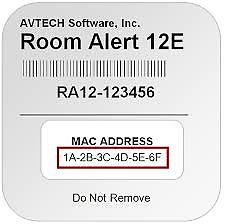 AVTECH Software, Inc.
Room Alert 12E
RA12-123456
MAC ADDRESS
1A-2B-3C-4D-5E-6F
Do Not Remove